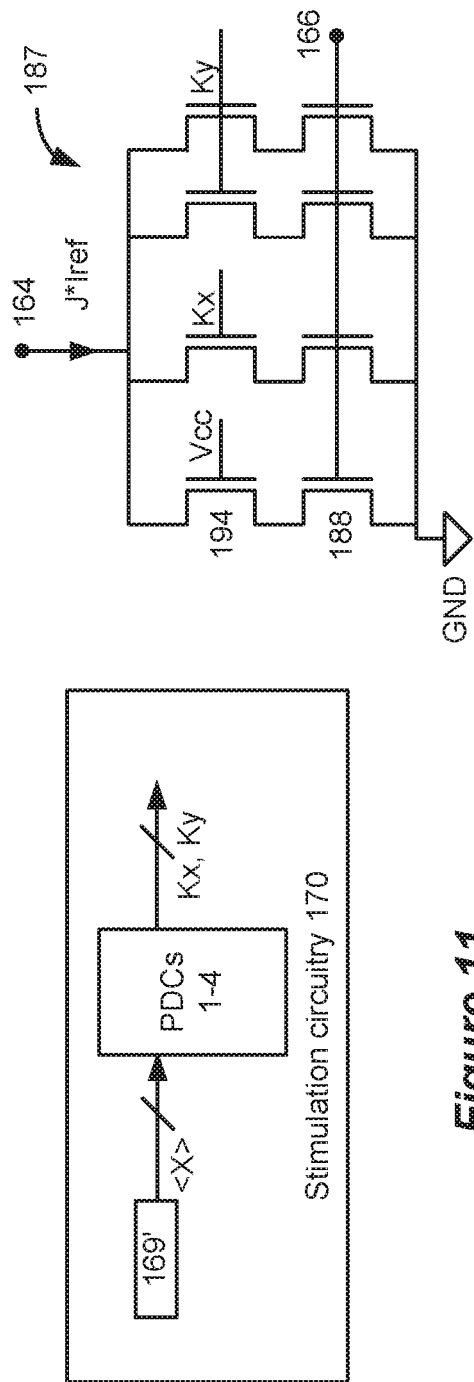 169'
<X>
PDCs
1-4
Kx, Ky
Stimulation circuitry 170
164
J*Iref
187
Vcc
Kx
Ky
194
188
166
GND
Figure 11